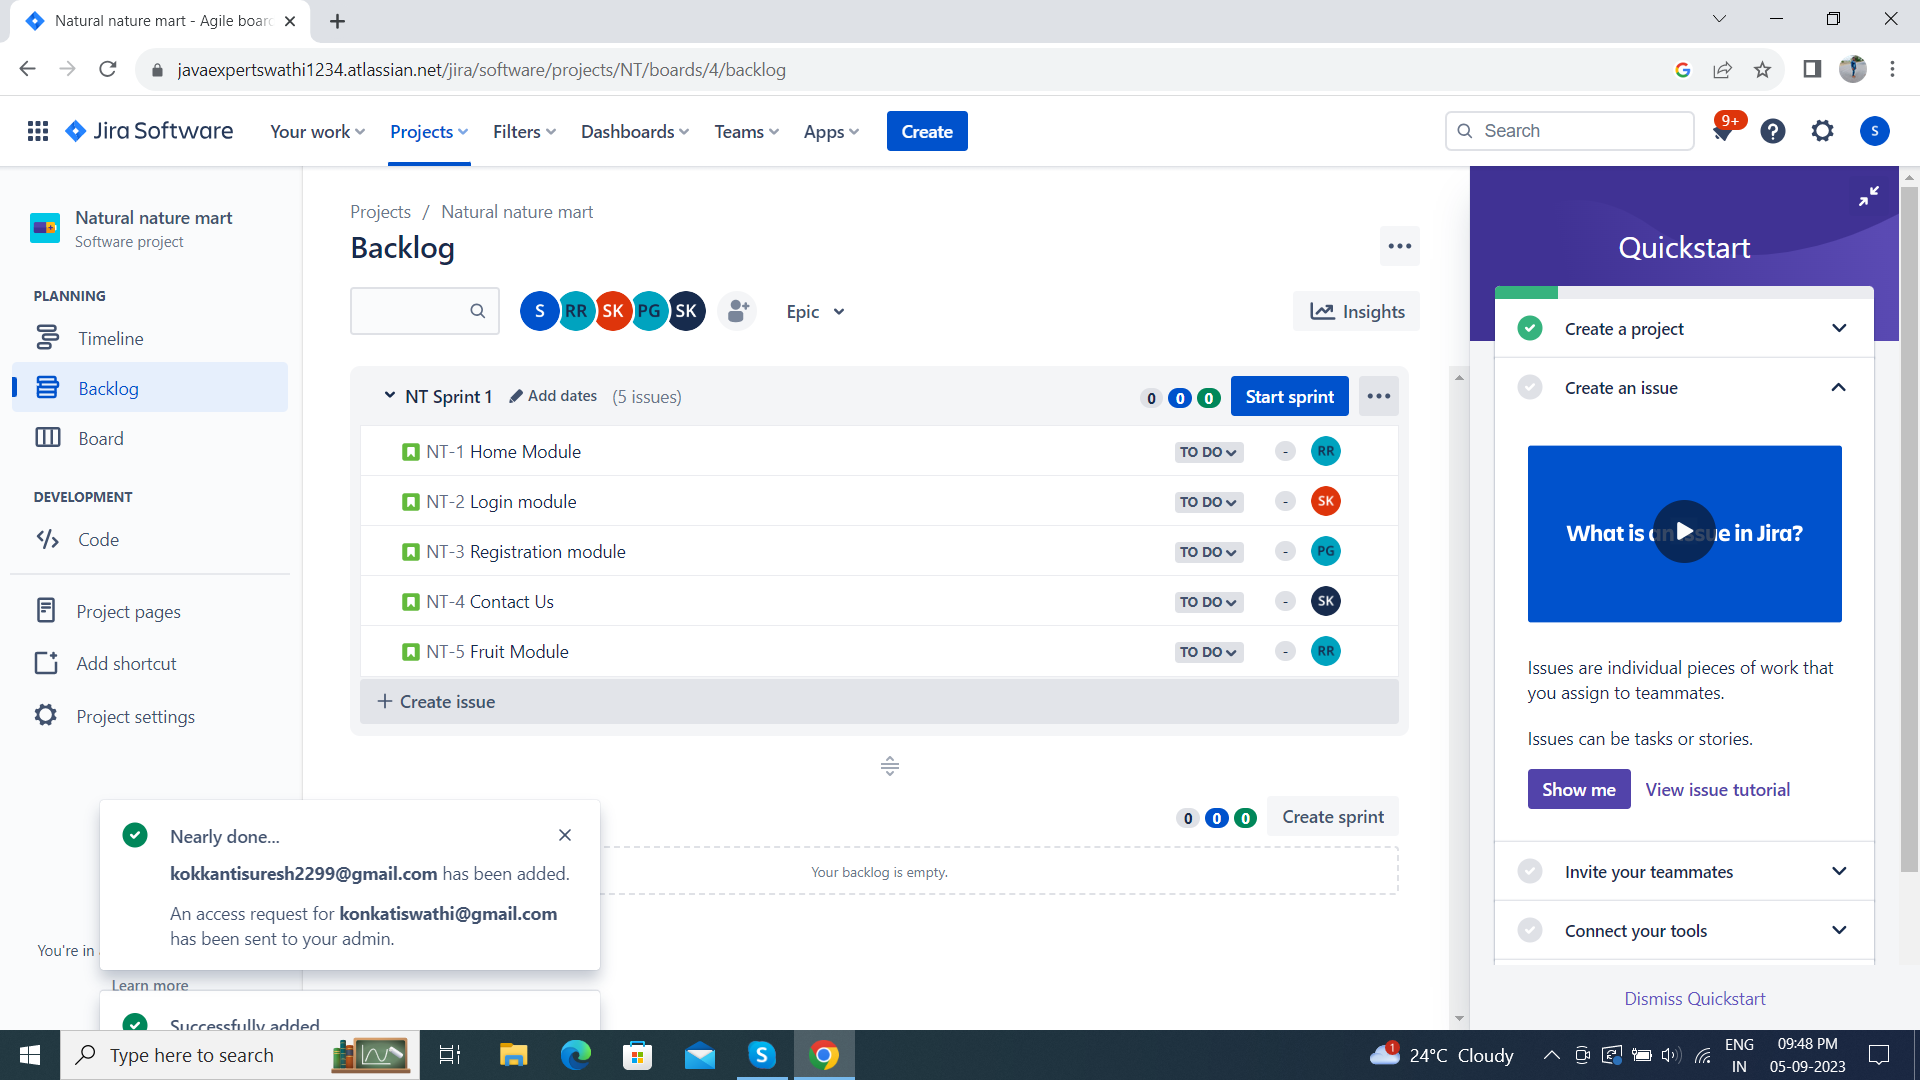 Natural nature mart - Agile boar
javaexpertswathi1234.atlassian.net/jira/software/projects/NT/boards/4/backlog
Jira Software
Your work
Projects
Filters
Dashboards
Teams
Apps
Create
Search
9+
S
Natural nature mart
Software project
PLANNING
Timeline
Backlog
Board
DEVELOPMENT
Code
Project pages
Add shortcut
Project settings
You're in
Learn more
Projects / Natural nature mart
Backlog
S RR SK PG SK
Epic
Insights
NT Sprint 1 Add dates (5 issues)
0 0 0 Start sprint
NT-1 Home Module TO DO - RR
NT-2 Login module TO DO - SK
NT-3 Registration module TO DO - PG
NT-4 Contact Us TO DO - SK
NT-5 Fruit Module TO DO - RR
+ Create issue
0 0 0 Create sprint
Your backlog is empty.
Nearly done...
kokkantisuresh2299@gmail.com has been added.
An access request for konkatiswathi@gmail.com
has been sent to your admin.
Successfully added
Quickstart
Create a project
Create an issue
What is an issue in Jira?
Issues are individual pieces of work that
you assign to teammates.
Issues can be tasks or stories.
Show me View issue tutorial
Invite your teammates
Connect your tools
Dismiss Quickstart
Type here to search
1
24°C Cloudy
ENG
IN
09:48 PM
05-09-2023